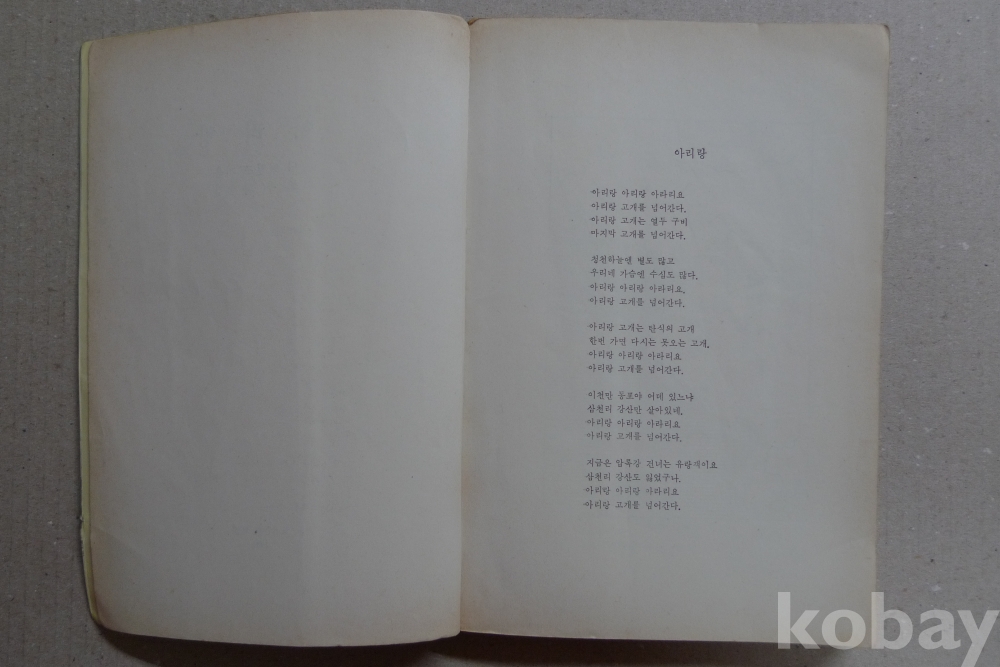 아리랑
아리랑 아리랑 아라리요
아리랑 고개를 넘어간다.
아리랑 고개는 열두 구비
마지막 고개를 넘어간다.
청천하늘엔 별도 많고
우리네 가슴엔 수심도 많다.
아리랑 아리랑 아라리요.
아리랑 고개를 넘어간다.
아리랑 고개는 탄식의 고개
한번 가면 다시는 못오는 고개.
아리랑 아리랑 아라리요
아리랑 고개를 넘어간다.
이천만 동포야 어데 있느냐
삼천리 강산만 살아있네.
아리랑 아리랑 아라리요
아리랑 고개를 넘어간다.
지금은 압록강 건너는 유랑객이요
삼천리 강산도 잃었구나.
아리랑 아리랑 아라리요
아리랑 고개를 넘어간다.
kobay